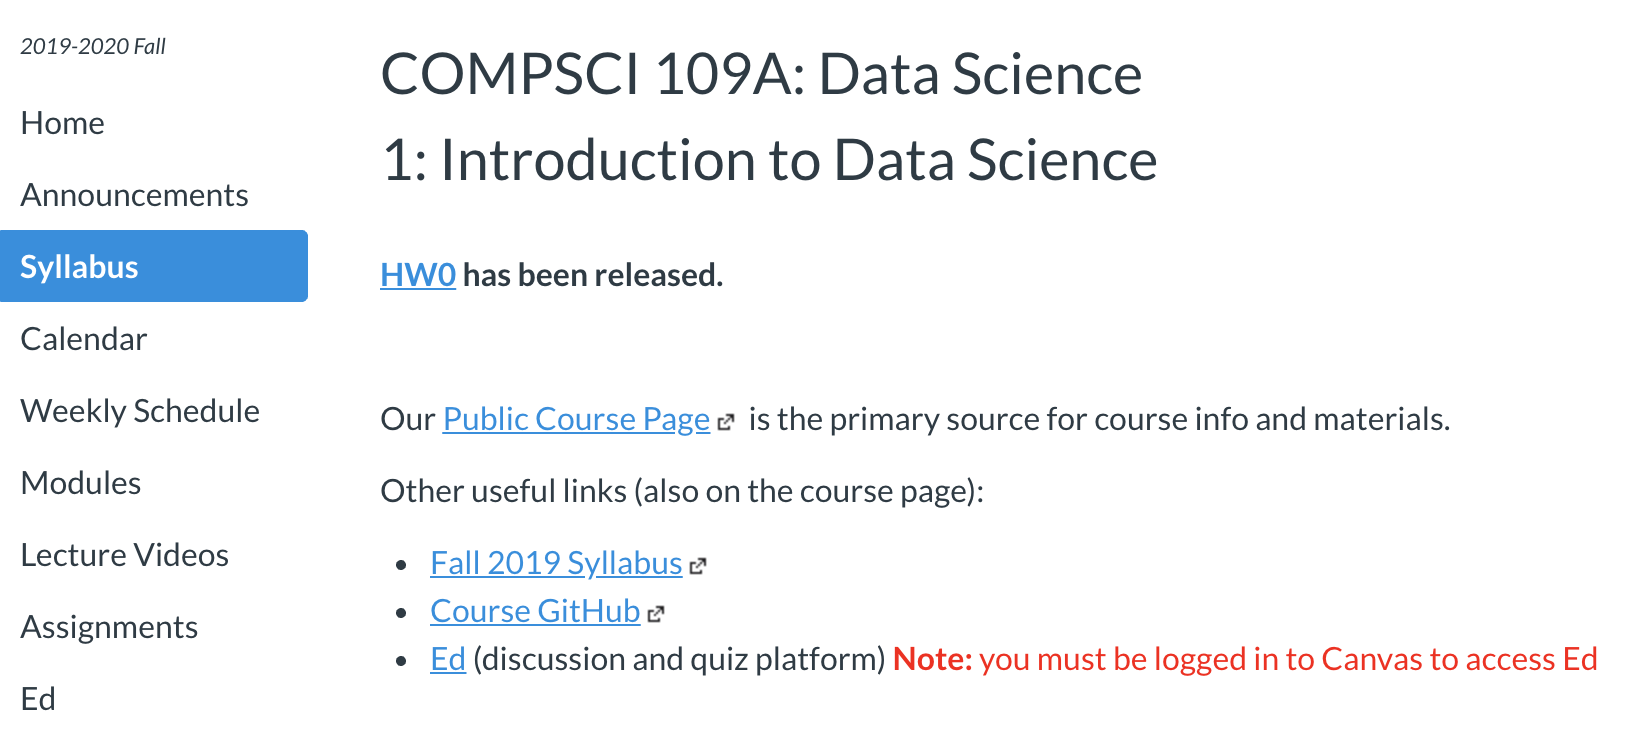 2019-2020 Fall
Home
Announcements
Syllabus
Calendar
Weekly Schedule
Modules
Lecture Videos
Assignments
Ed
COMPSCI 109A: Data Science
1: Introduction to Data Science
HW0 has been released.
Our Public Course Page is the primary source for course info and materials.
Other useful links (also on the course page):
• Fall 2019 Syllabus
• Course GitHub
• Ed (discussion and quiz platform) Note: you must be logged in to Canvas to access Ed